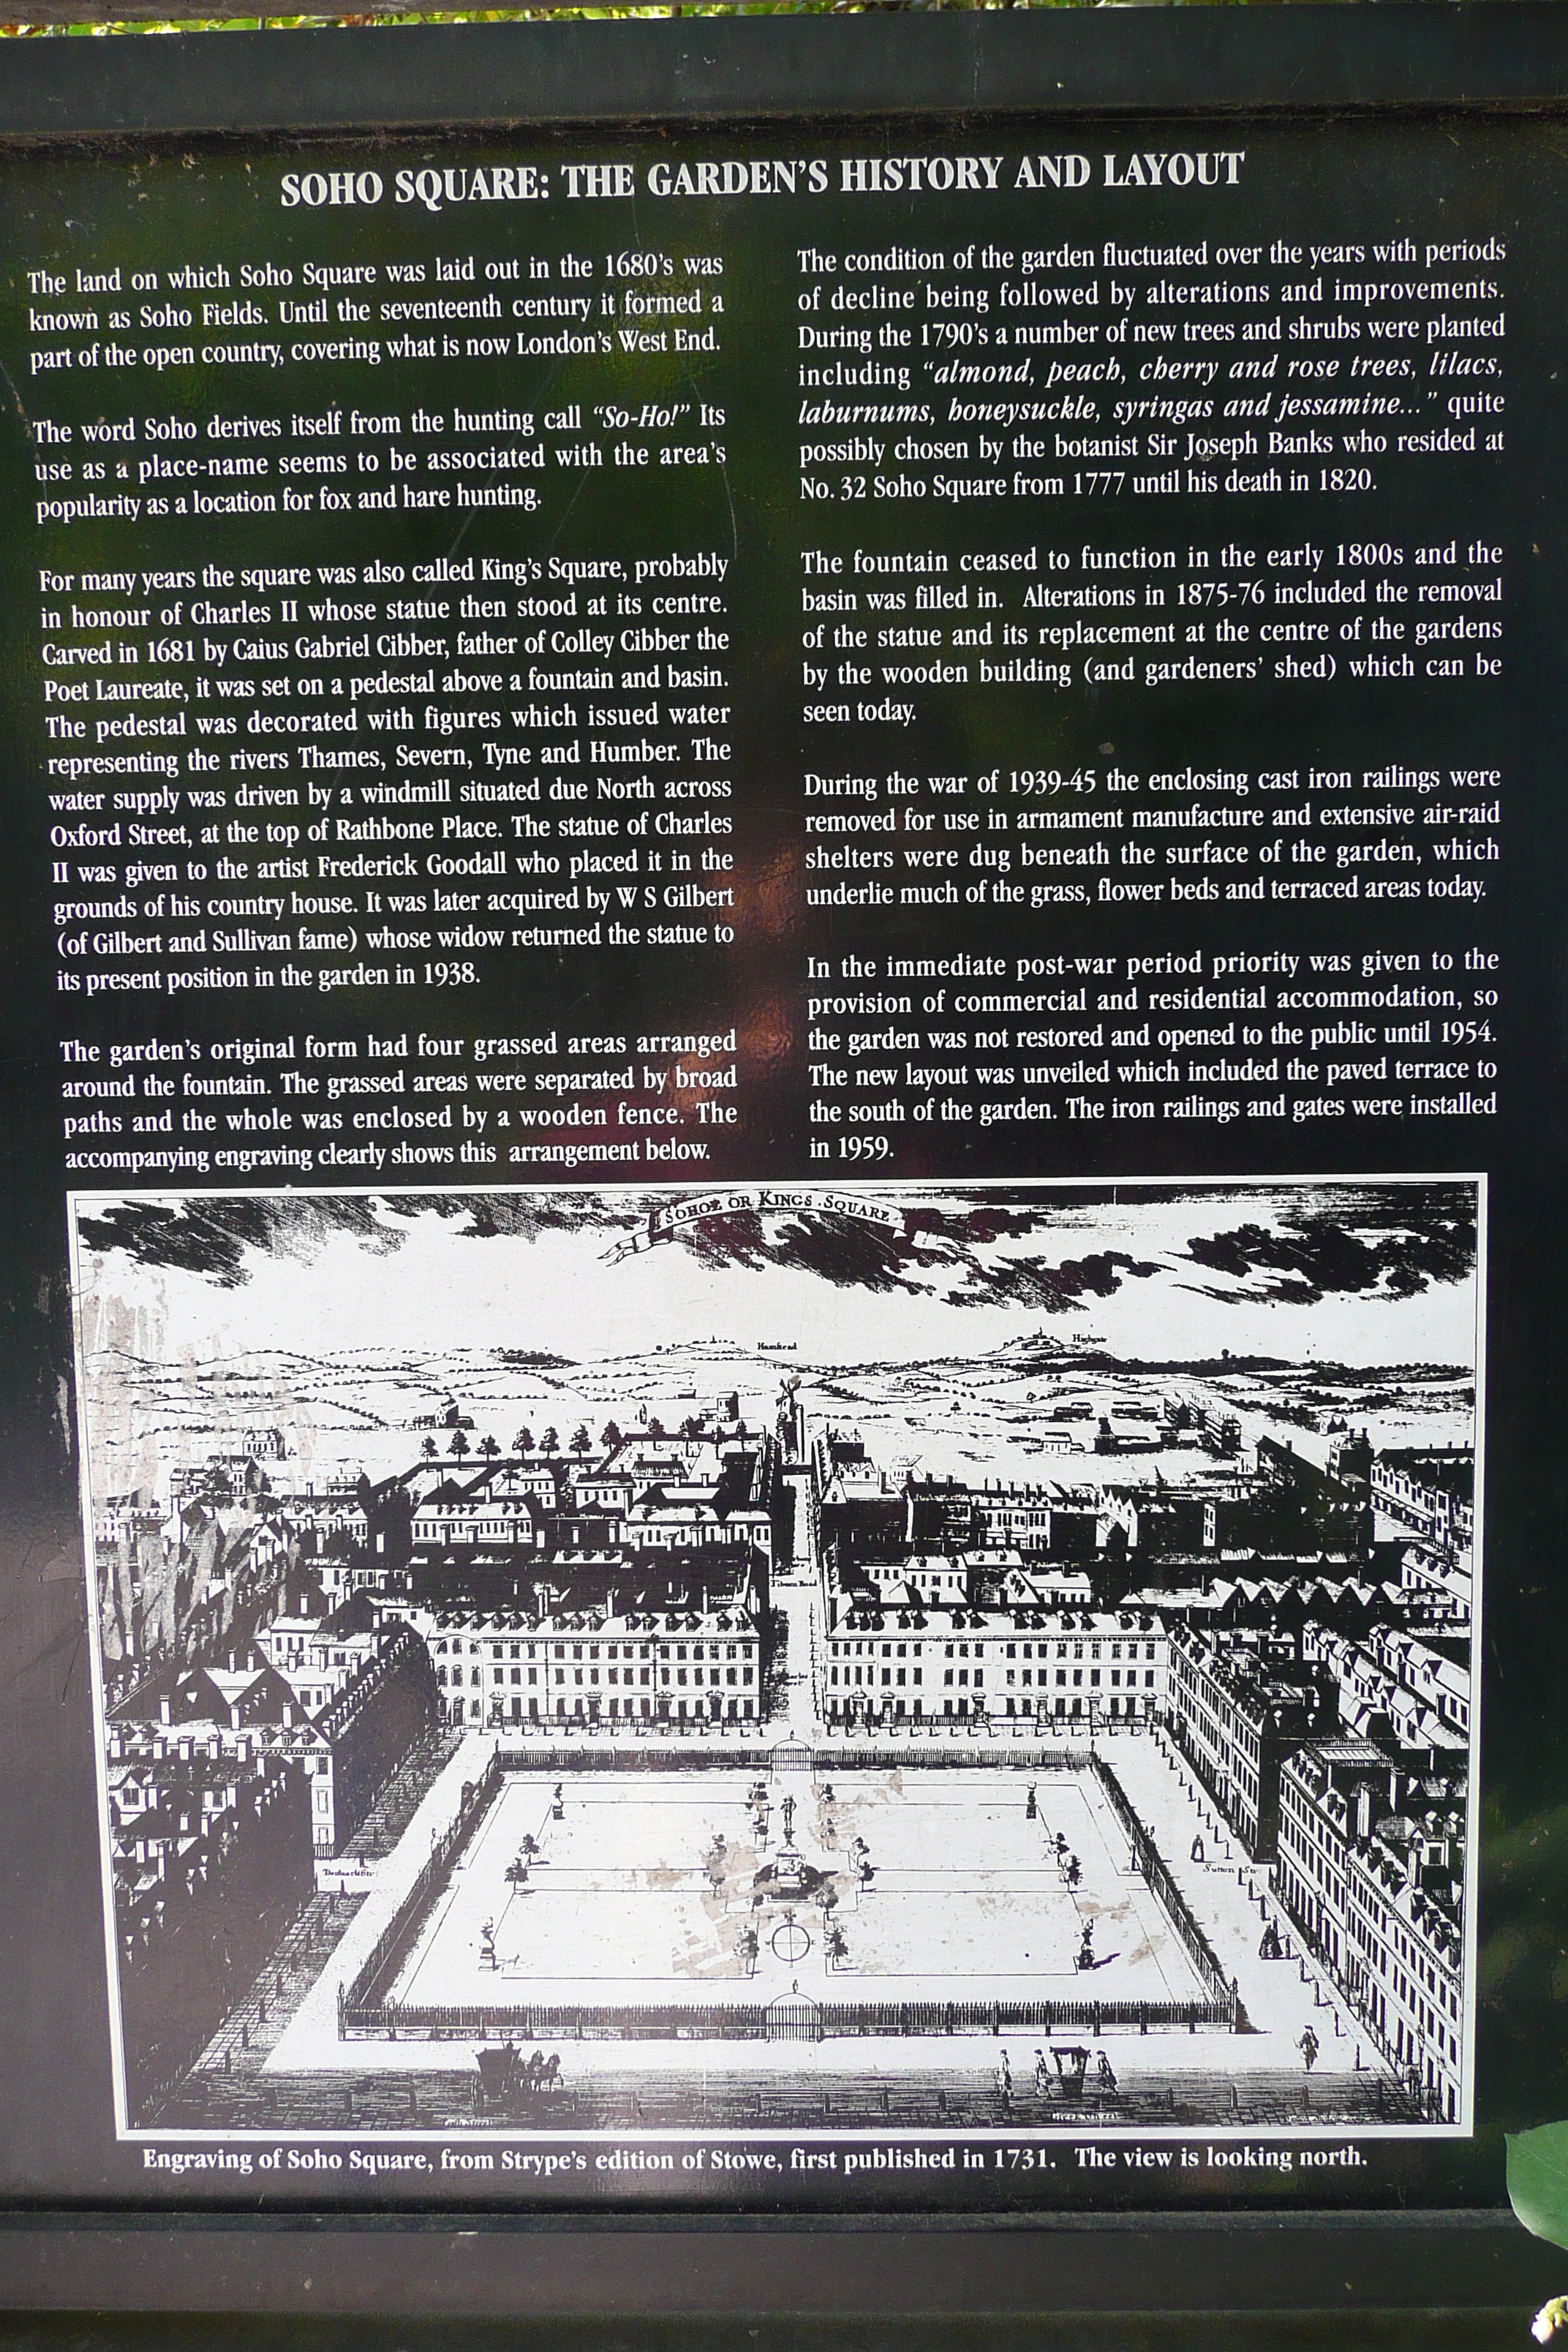 SOHO SQUARE: THE GARDEN'S HISTORY AND LAYOUT
The land on which Soho Square was laid out in the 1680's was
known as Soho Fields. Until the seventeenth century it formed a
part of the open country, covering what is now London's West End.
The word Soho derives itself from the hunting call "So-Ho!" Its
use as a place-name seems to be associated with the area's
popularity as a location for fox and hare hunting.
For many years the square was also called King's Square, probably
in honour of Charles II whose statue then stood at its centre.
Carved in 1681 by Caius Gabriel Cibber, father of Colley Cibber the
Poet Laureate, it was set on a pedestal above a fountain and basin.
The pedestal was decorated with figures which issued water
representing the rivers Thames, Severn, Tyne and Humber. The
water supply was driven by a windmill situated due North across
Oxford Street, at the top of Rathbone Place. The statue of Charles
II was given to the artist Frederick Goodall who placed it in the
grounds of his country house. It was later acquired by W S Gilbert
(of Gilbert and Sullivan fame) whose widow returned the statue to
its present position in the garden in 1938.
The garden's original form had four grassed areas arranged
around the fountain. The grassed areas were separated by broad
paths and the whole was enclosed by a wooden fence. The
accompanying engraving clearly shows this arrangement below.
The condition of the garden fluctuated over the years with periods
of decline being followed by alterations and improvements.
During the 1790's a number of new trees and shrubs were planted
including "almond, peach, cherry and rose trees, lilacs,
laburnums, honeysuckle, syringas and jessamine..." quite
possibly chosen by the botanist Sir Joseph Banks who resided at
No. 32 Soho Square from 1777 until his death in 1820.
The fountain ceased to function in the early 1800s and the
basin was filled in. Alterations in 1875-76 included the removal
of the statue and its replacement at the centre of the gardens
by the wooden building (and gardeners' shed) which can be
seen today.
During the war of 1939-45 the enclosing cast iron railings were
removed for use in armament manufacture and extensive air-raid
shelters were dug beneath the surface of the garden, which
underlie much of the grass, flower beds and terraced areas today.
In the immediate post-war period priority was given to the
provision of commercial and residential accommodation, so
the garden was not restored and opened to the public until 1954.
The new layout was unveiled which included the paved terrace to
the south of the garden. The iron railings and gates were installed
in 1959.
OR KINGS SQUARE
Hamstead
Highgate
Sutton Str
Engraving of Soho Square, from Strype's edition of Stowe, first published in 1731. The view is looking north.